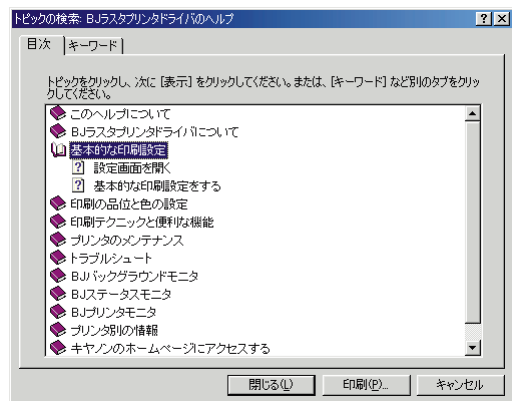 トピックの検索: BJラスタプリンタドライバのヘルプ
目次
キーワード
トピックをクリックし、次に [表示] をクリックしてください。または、[キーワード] など別のタブをクリッ
クしてください。
このヘルプについて
BJラスタプリンタドライバについて
基本的な印刷設定
設定画面を開く
基本的な印刷設定をする
印刷の品位と色の設定
印刷テクニックと便利な機能
プリンタのメンテナンス
トラブルシュート
BJバックグラウンドモニタ
BJステータスモニタ
BJプリンタモニタ
プリンタ別の情報
キヤノンのホームページにアクセスする
閉じる(L)
印刷(P)...
キャンセル